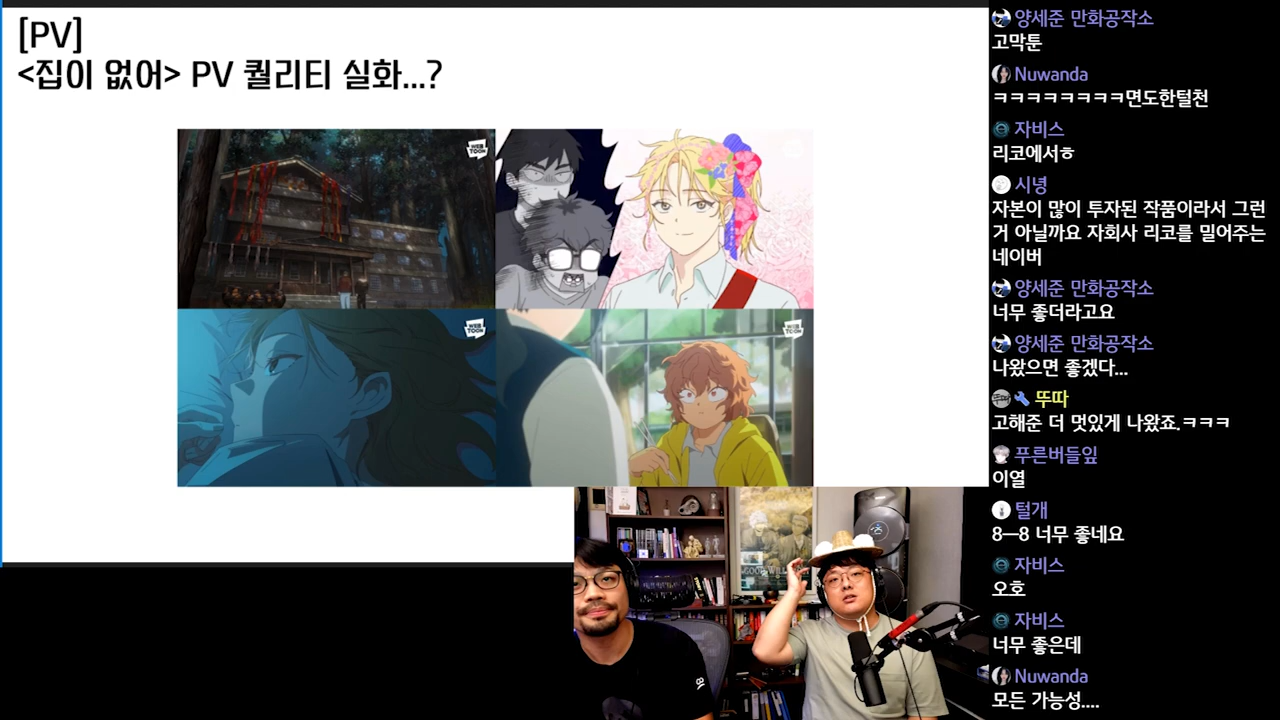 [PV]
<집이 없어> PV 퀄리티 실화...?
WEB
TOON
WEB
TOON
WEB
TOON
양세준 만화공작소
고막툰
Nuwanda
ㅋㅋㅋㅋㅋㅋㅋㅋ면도한털천
자비스
리코에서ㅎ
시녕
자본이 많이 투자된 작품이라서 그런
거 아닐까요 자회사 리코를 밀어주는
네이버
양세준 만화공작소
너무 좋더라고요
양세준 만화공작소
나왔으면 좋겠다...
뚜따
고해준 더 멋있게 나왔죠.ㅋㅋㅋ
푸른버들잎
이열
털개
8—8 너무 좋네요
자비스
오호
자비스
너무 좋은데
Nuwanda
모든 가능성....